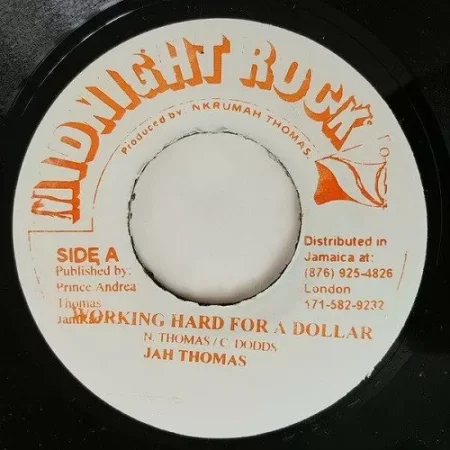 MIDNIGHT ROCK
Produced by: NKRUMAH THOMAS.
SIDE A
Published by:
Prince Andrea
Thomas
Distributed in
Jamaica at:
(876) 925-4826
London
171-582-9232
WORKING HARD FOR A DOLLAR
N. THOMAS / C. DODDS
JAH THOMAS